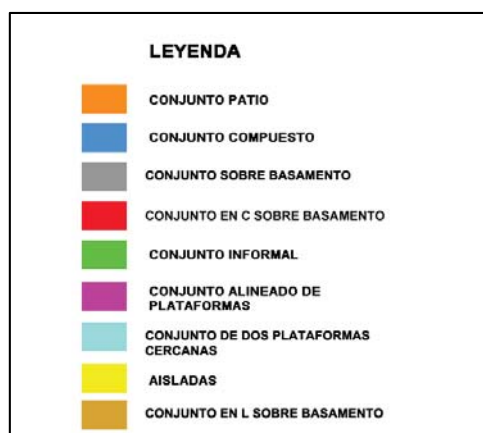 LEYENDA
CONJUNTO PATIO
CONJUNTO COMPUESTO
CONJUNTO SOBRE BASAMENTO
CONJUNTO EN C SOBRE BASAMENTO
CONJUNTO INFORMAL
CONJUNTO ALINEADO DE
PLATAFORMAS
CONJUNTO DE DOS PLATAFORMAS
CERCANAS
AISLADAS
CONJUNTO EN L SOBRE BASAMENTO